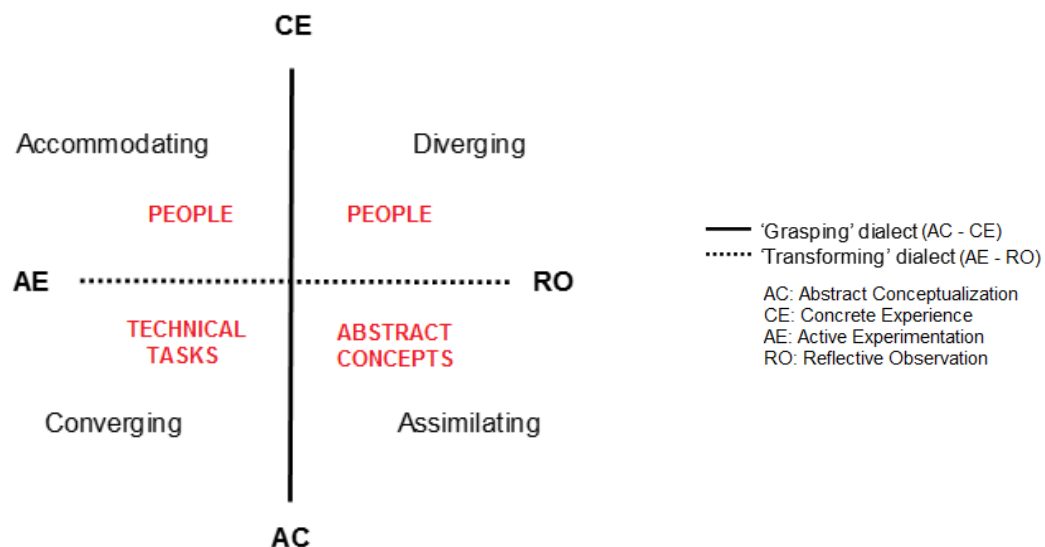 CE
Accommodating
Diverging
PEOPLE
PEOPLE
AE
RO
TECHNICAL
TASKS
ABSTRACT
CONCEPTS
Converging
Assimilating
AC
‘Grasping’ dialect (AC - CE)
‘Transforming’ dialect (AE - RO)
AC: Abstract Conceptualization
CE: Concrete Experience
AE: Active Experimentation
RO: Reflective Observation